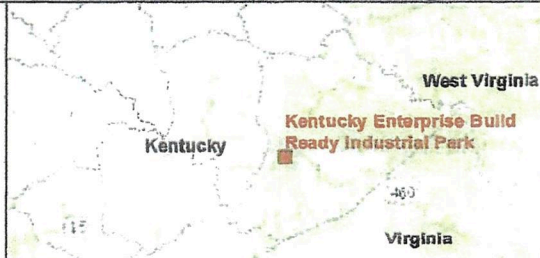 West Virginia
Kentucky Enterprise Build
Ready Industrial Park
Kentucky
460
Virginia